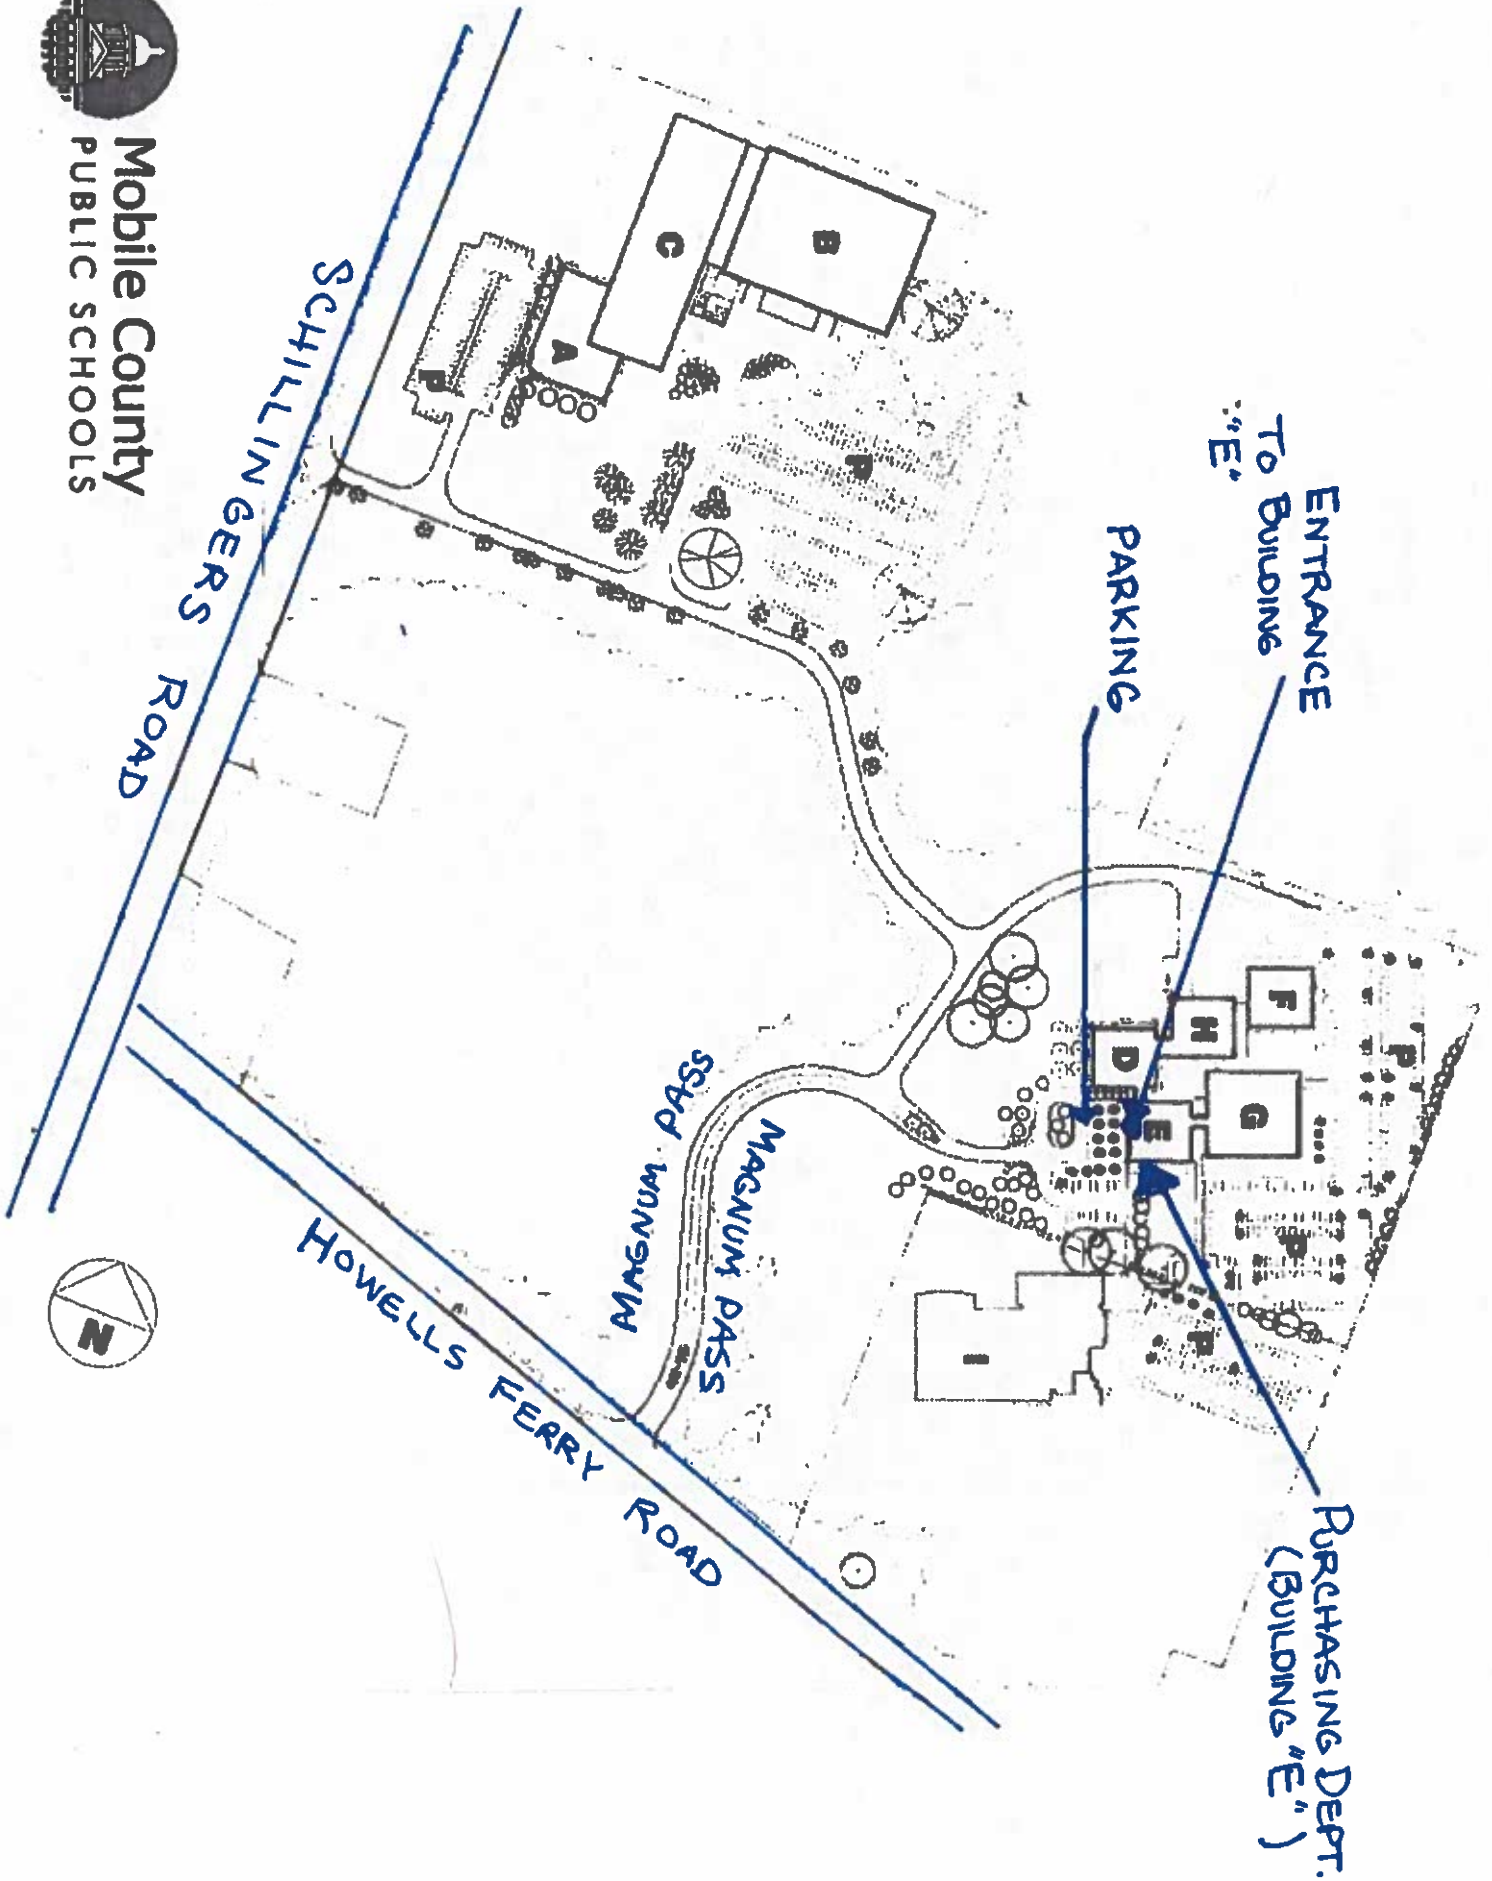 ENTRANCE
TO BUILDING
"E"
PARKING
PURCHASING DEPT.
(BUILDING "E")
F
H
D
G
E
P
P
P
I
B
C
A
P
P
MAGNUM PASS
MAGNUM PASS
SCHILLINGERS ROAD
HOWELLS FERRY ROAD
N
Mobile County
PUBLIC SCHOOLS